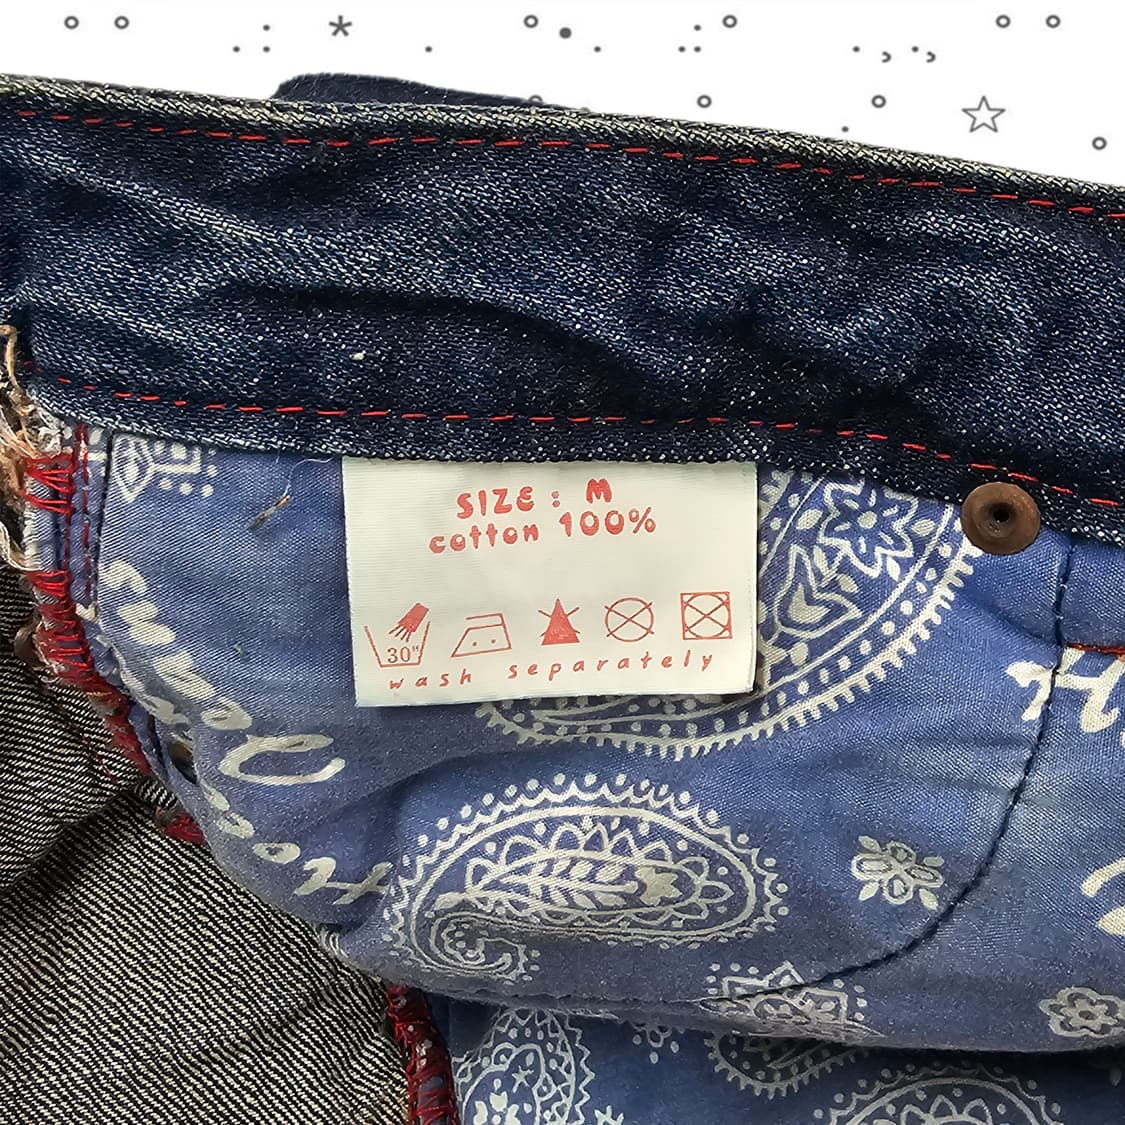 SIZE : M
cotton 100%
30"
wash separately